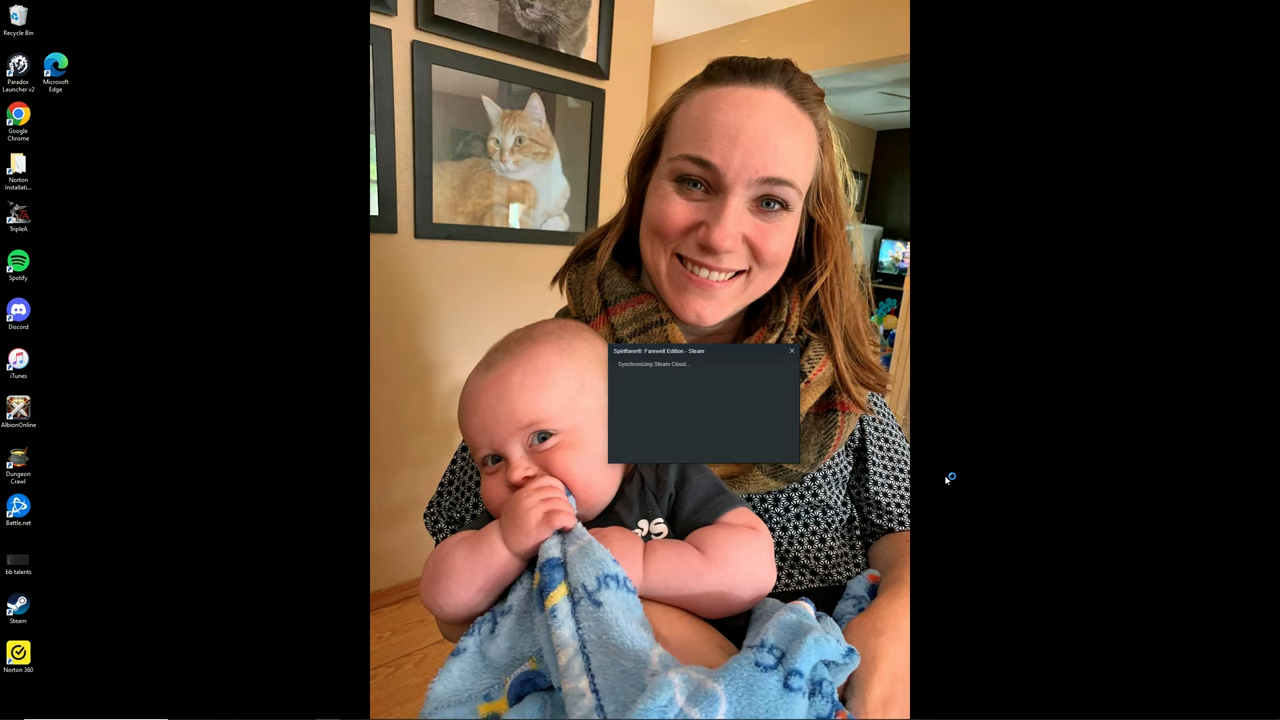 Recycle Bin
Paradox
Launcher v2
Microsoft
Edge
Google
Chrome
Norton
Installati...
TripleA
Spotify
Discord
iTunes
AlbionOnline
Dungeon
Crawl
Battle.net
bb talents
Steam
Norton 360
Spiritfarer®: Farewell Edition - Steam
Synchronizing Steam Cloud...